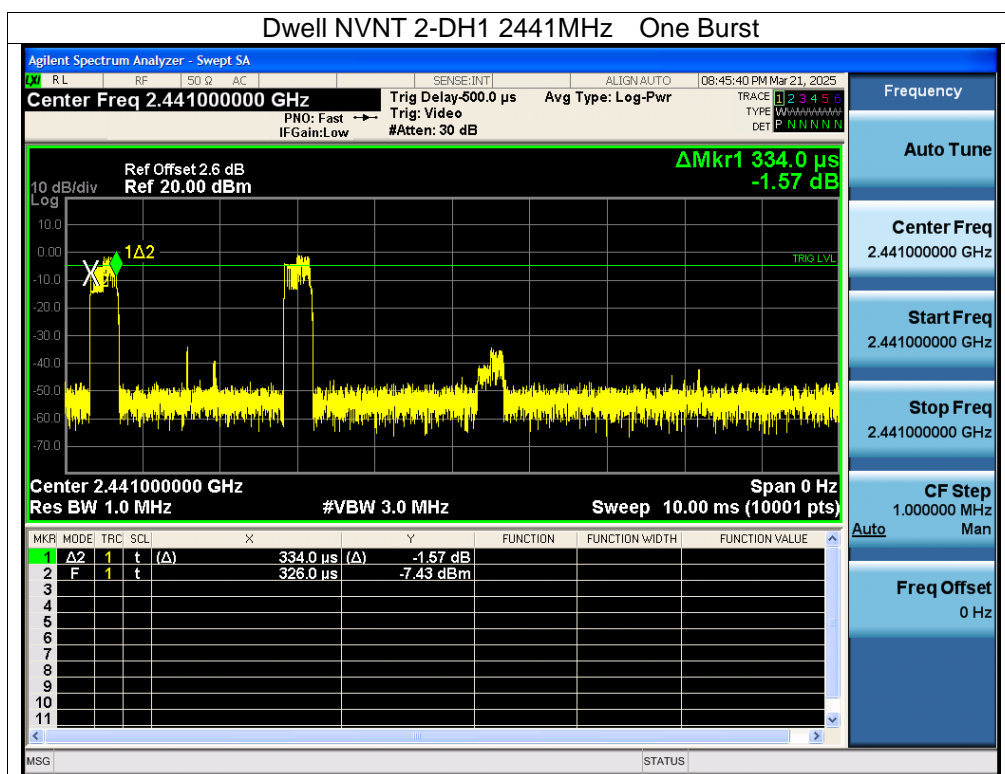 Dwell NVNT 2-DH1 2441MHz One Burst
Agilent Spectrum Analyzer - Swept SA
LXI RL RF 50 Ω AC SENSE:INT ALIGN AUTO 08:45:40 PM Mar 21, 2025
Center Freq 2.441000000 GHz
PNO: Fast
IFGain:Low
Trig Delay-500.0 µs
Trig: Video
#Atten: 30 dB
Avg Type: Log-Pwr
TRACE 1 2 3 4 5 6
TYPE WWWWWW
DET P N N N N N
ΔMkr1 334.0 µs
-1.57 dB
Ref Offset 2.6 dB
10 dB/div Ref 20.00 dBm
Log
10.0
0.00
-10.0
-20.0
-30.0
-40.0
-50.0
-60.0
-70.0
X2
1Δ2
TRIG LVL
Center 2.441000000 GHz Span 0 Hz
Res BW 1.0 MHz #VBW 3.0 MHz Sweep 10.00 ms (10001 pts)
MKR MODE TRC SCL X Y FUNCTION FUNCTION WIDTH FUNCTION VALUE
1 Δ2 1 t (Δ) 334.0 µs (Δ) -1.57 dB
2 F 1 t 326.0 µs -7.43 dBm
3
4
5
6
7
8
9
10
11
MSG STATUS
Frequency
Auto Tune
Center Freq
2.441000000 GHz
Start Freq
2.441000000 GHz
Stop Freq
2.441000000 GHz
CF Step
1.000000 MHz
Auto Man
Freq Offset
0 Hz